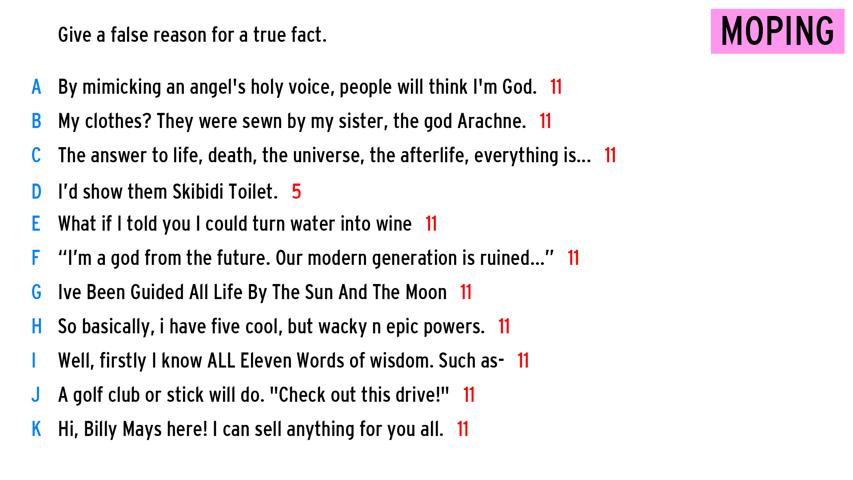 Give a false reason for a true fact.
MOPING
A By mimicking an angel's holy voice, people will think I'm God. 11
B My clothes? They were sewn by my sister, the god Arachne. 11
C The answer to life, death, the universe, the afterlife, everything is... 11
D I'd show them Skibidi Toilet. 5
E What if I told you I could turn water into wine 11
F “I'm a god from the future. Our modern generation is ruined...” 11
G Ive Been Guided All Life By The Sun And The Moon 11
H So basically, i have five cool, but wacky n epic powers. 11
I Well, firstly I know ALL Eleven Words of wisdom. Such as- 11
J A golf club or stick will do. "Check out this drive!" 11
K Hi, Billy Mays here! I can sell anything for you all. 11